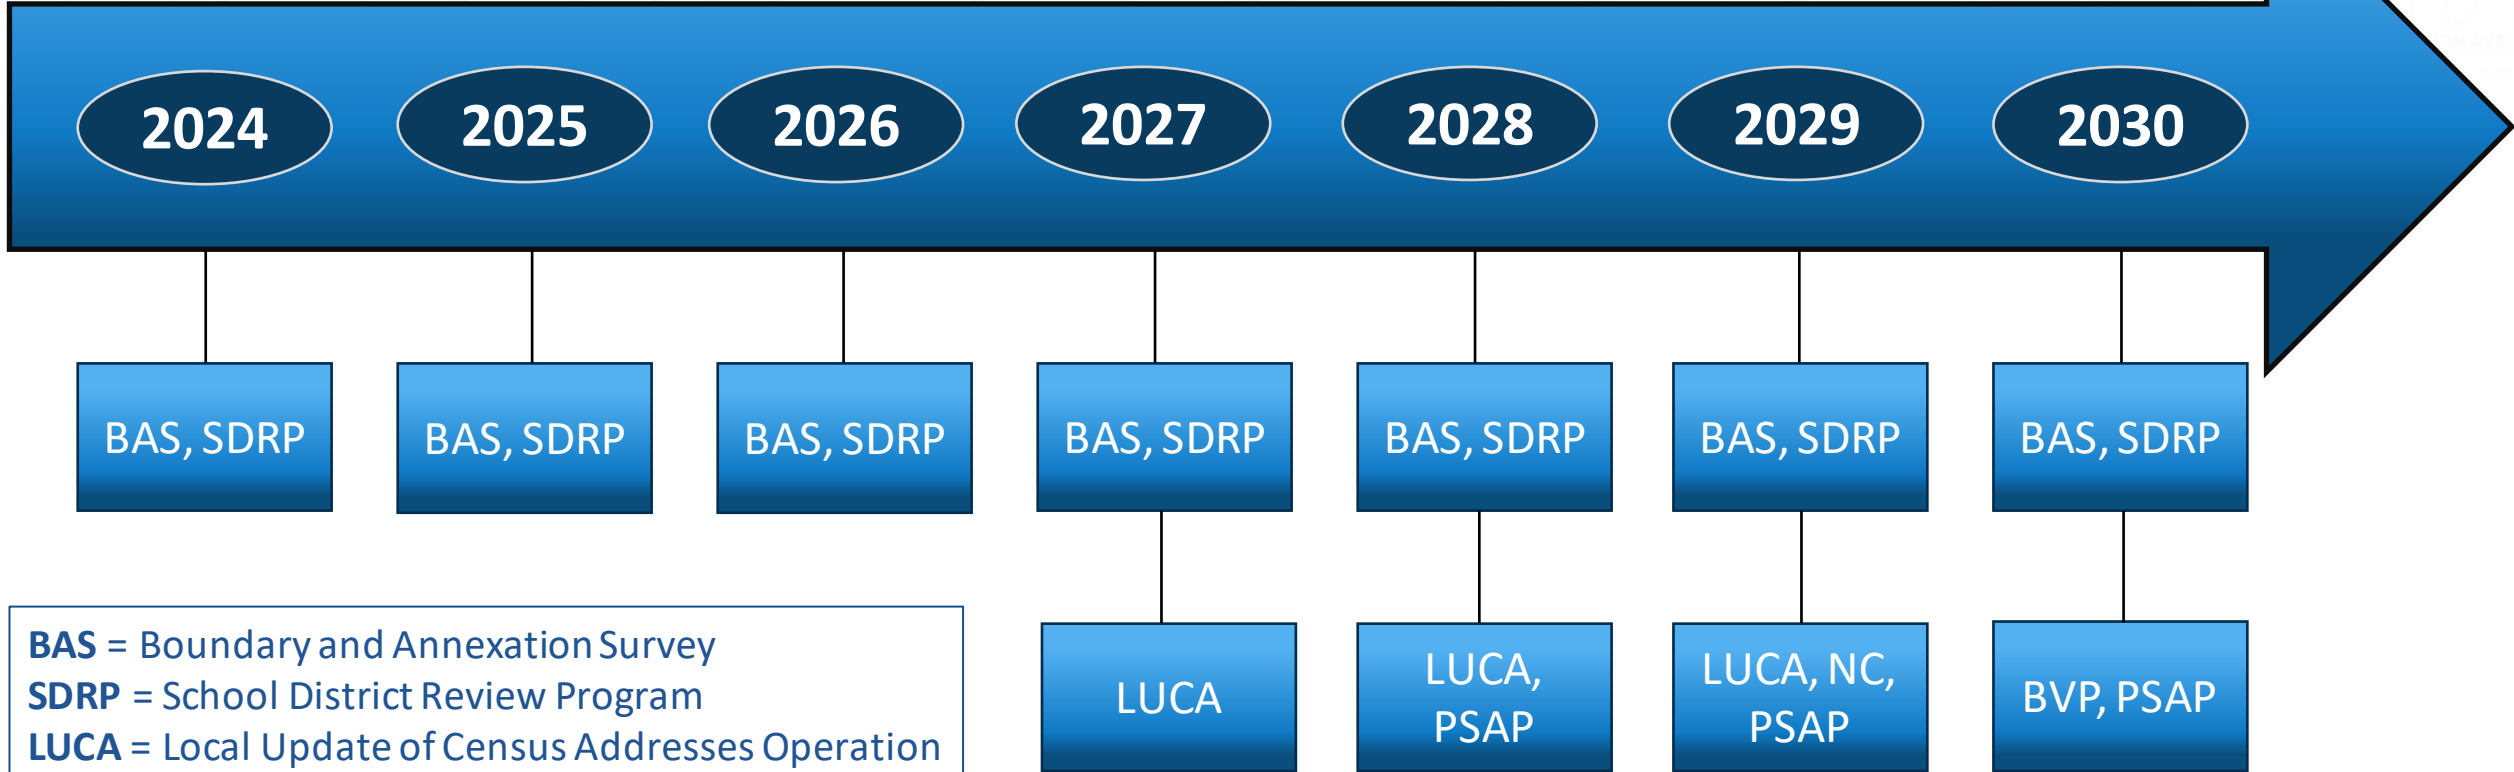 2024
2025
2026
2027
2028
2029
2030
BAS, SDRP
BAS, SDRP
BAS, SDRP
BAS, SDRP
BAS, SDRP
BAS, SDRP
BAS, SDRP
LUCA
LUCA,
PSAP
LUCA, NC,
PSAP
BVP, PSAP
BAS = Boundary and Annexation Survey
SDRP = School District Review Program
LUCA = Local Update of Census Addresses Operation